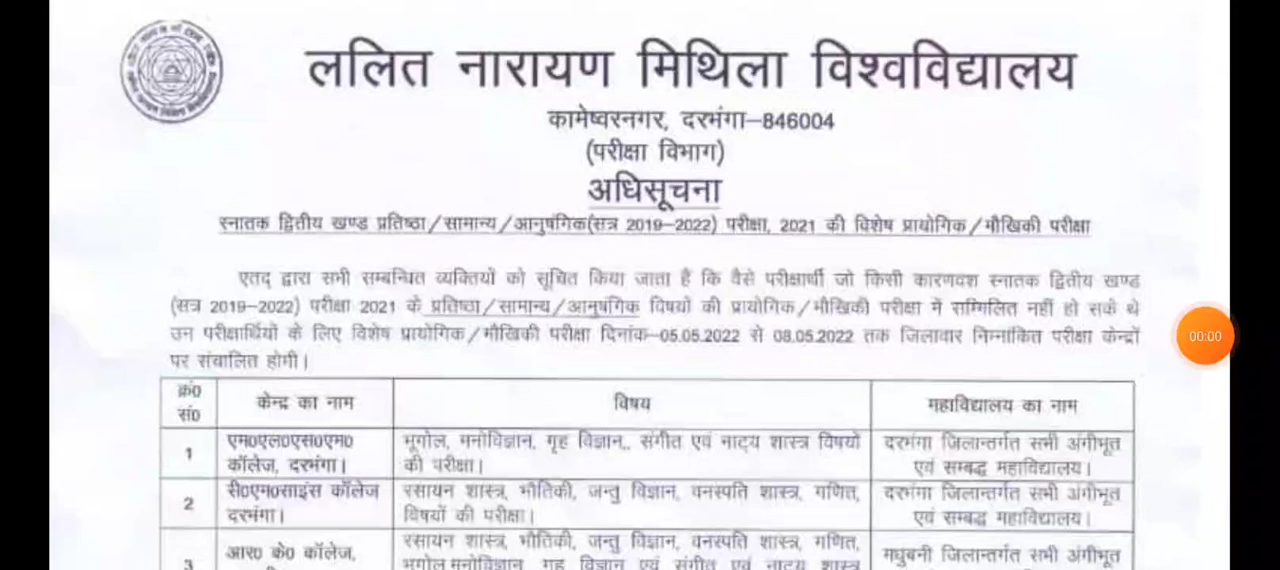 ललित नारायण मिथिला विश्वविद्यालय
कामेष्वरनगर, दरभंगा–846004
(परीक्षा विभाग)
अधिसूचना
स्नातक द्वितीय खण्ड प्रतिष्ठा/सामान्य/आनुषंगिक(सत्र 2019–2022) परीक्षा, 2021 की विशेष प्रायोगिक/मौखिकी परीक्षा
एतद् द्वारा सभी सम्बन्धित व्यक्तियों को सूचित किया जाता है कि वैसे परीक्षार्थी जो किसी कारणवश स्नातक द्वितीय खण्ड
(सत्र 2019–2022) परीक्षा 2021 के प्रतिष्ठा/सामान्य/आनुषंगिक विषयों की प्रायोगिक/मौखिकी परीक्षा में सम्मिलित नहीं हो सके थे
उन परीक्षार्थियों के लिए विशेष प्रायोगिक/मौखिकी परीक्षा दिनांक–05.05.2022 से 08.05.2022 तक जिलावार निम्नांकित परीक्षा केन्द्रों
पर संचालित होगी।
क्र0 सं0
केन्द्र का नाम
विषय
महाविद्यालय का नाम
1
एम0एल0एस0एम0
कॉलेज, दरभंगा।
भूगोल, मनोविज्ञान, गृह विज्ञान,, संगीत एवं नाट्य शास्त्र विषयों
की परीक्षा।
दरभंगा जिलान्तर्गत सभी अंगीभूत
एवं सम्बद्ध महाविद्यालय।
2
सी0एम0साइंस कॉलेज
दरभंगा।
रसायन शास्त्र, भौतिकी, जन्तु विज्ञान, वनस्पति शास्त्र, गणित,
विषयों की परीक्षा।
दरभंगा जिलान्तर्गत सभी अंगीभूत
एवं सम्बद्ध महाविद्यालय।
3
आर0 के0 कॉलेज,
रसायन शास्त्र, भौतिकी, जन्तु विज्ञान, वनस्पति शास्त्र, गणित,
भूगोल,मनोविज्ञान, गृह विज्ञान एवं संगीत एवं नाट्य शास्त्र
मधुबनी जिलान्तर्गत सभी अंगीभूत
00:00